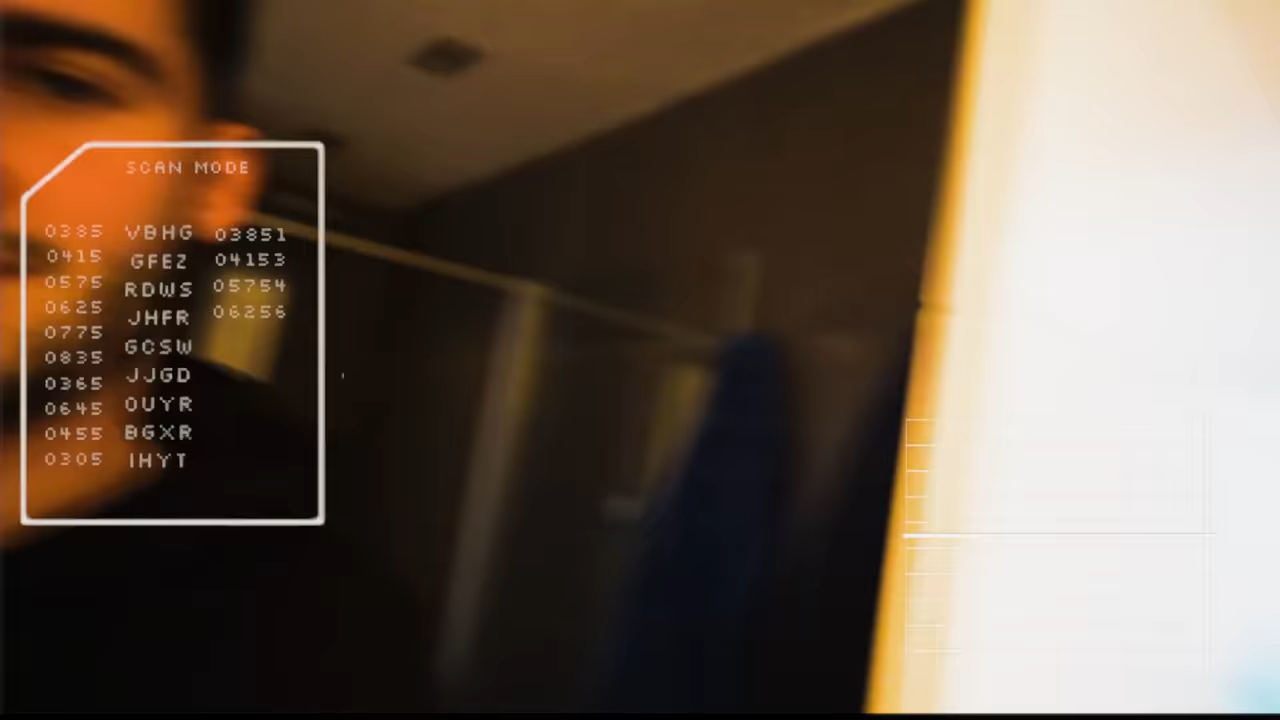 SCAN MODE
0385 VBHG 03851
0415 GFEZ 04153
0575 RDWS 05754
0625 JHFR 06256
0775 GCSW
0835 JJGD
0365 OUYR
0645 BGXR
0455 IHYT
0305